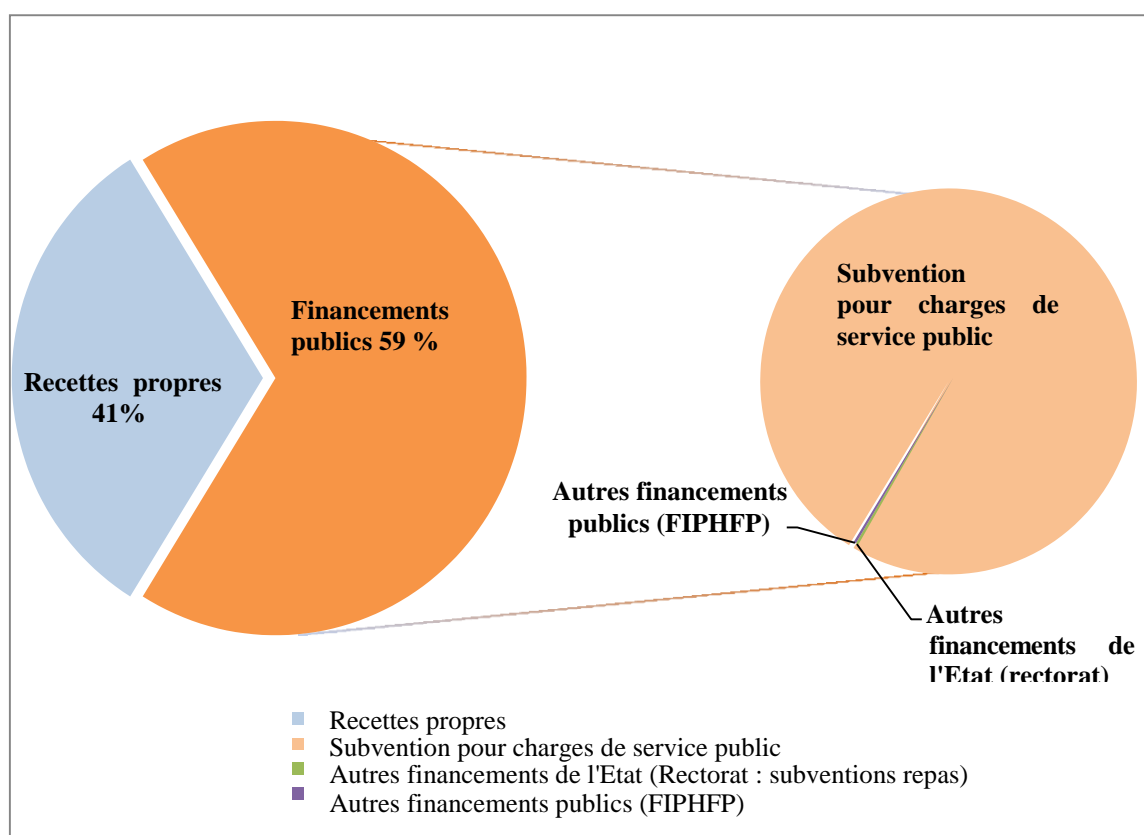 Financements
publics 59 %
Recettes propres
41%
Subvention
pour charges de
service public
Autres financements
publics (FIPHFP)
Autres
financements de
l'Etat (rectorat)
Recettes propres
Subvention pour charges de service public
Autres financements de l'Etat (Rectorat : subventions repas)
Autres financements publics (FIPHFP)